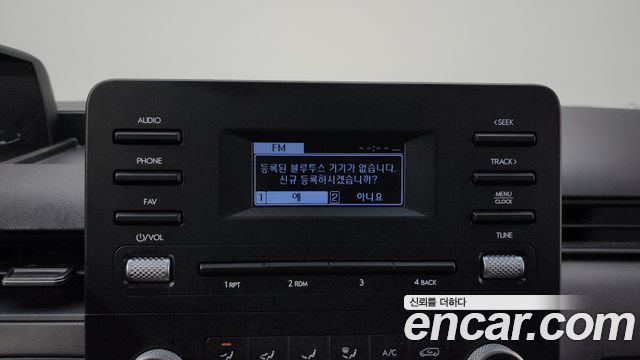 AUDIO
<SEEK
FM --:--
등록된 블루투스 기기가 없습니다.
신규 등록하시겠습니까?
1 예 2 아니요
PHONE
TRACK>
FAV
MENU
CLOCK
VOL
TUNE
1 RPT 2 RDM 3 4 BACK
A/C
신뢰를 더하다
encar.com